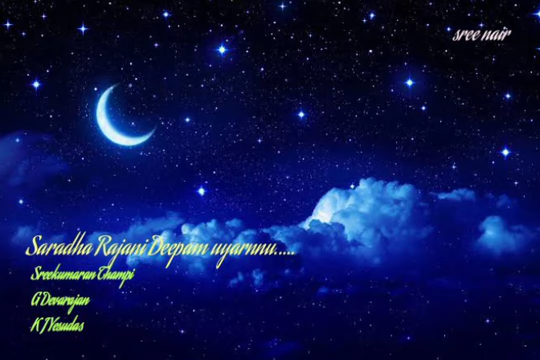 sree nair
Saradha Rajani Deepam uyarnnu.....
Sreekumaran Thampi
G Devarajan
K J Yesudas